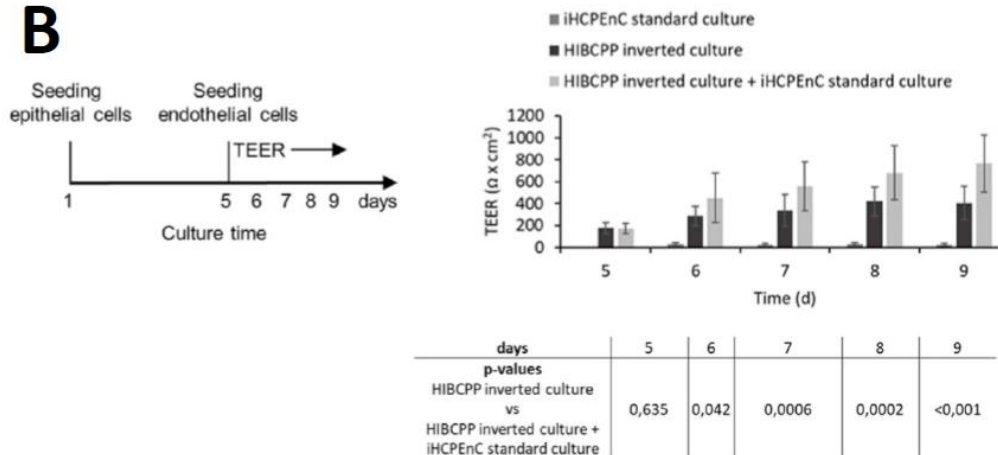 B
Seeding
epithelial cells
Seeding
endothelial cells
TEER
1 5 6 7 8 9 days
Culture time
iHCPEnC standard culture
HIBCPP inverted culture
HIBCPP inverted culture + iHCPEnC standard culture
TEER (Ω x cm²)
1200
1000
800
600
400
200
0
5 6 7 8 9
Time (d)
days 5 6 7 8 9
p-values
HIBCPP inverted culture
vs
HIBCPP inverted culture +
iHCPEnC standard culture
0,635 0,042 0,0006 0,0002 <0,001